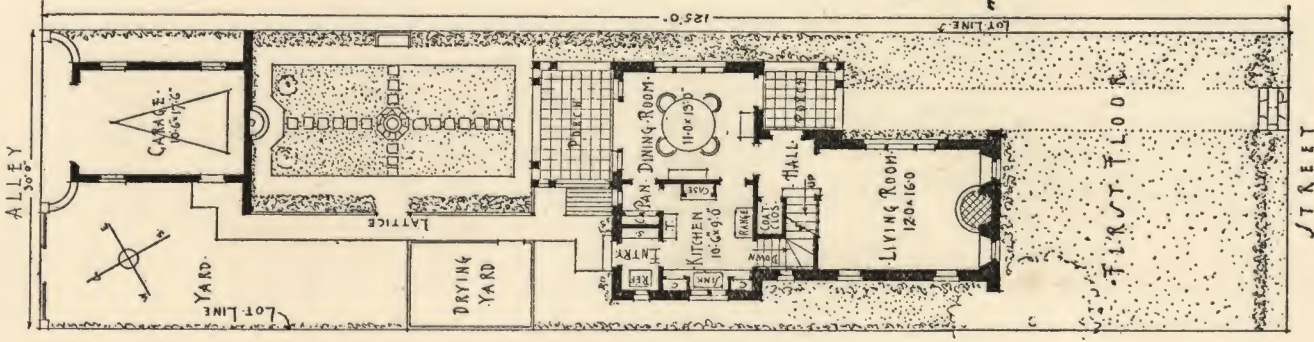 ALLEY
30'0"
125'0"
LOT LINE
GARAGE
10'6"x17'6"
YARD
LOT LINE
LATTICE
DRYING
YARD
PORCH
DINING ROOM
11'0"x15'0"
PAN
CASE
ENTRY
REF
KITCHEN
10'6"x9'6"
SINK
RANGE
C
C
COAT
CLOS.
DOWN
UP
HALL
PORCH
LIVING ROOM
12'0"x16'0"
FIRST FLOOR
STREET